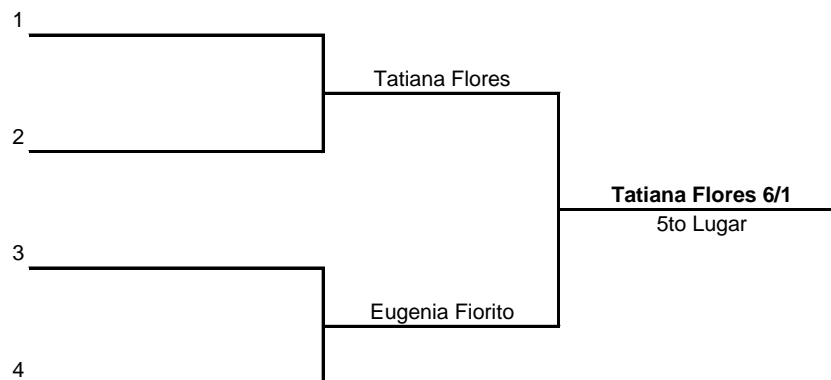 1
Tatiana Flores
2
Tatiana Flores 6/1
5to Lugar
3
Eugenia Fiorito
4